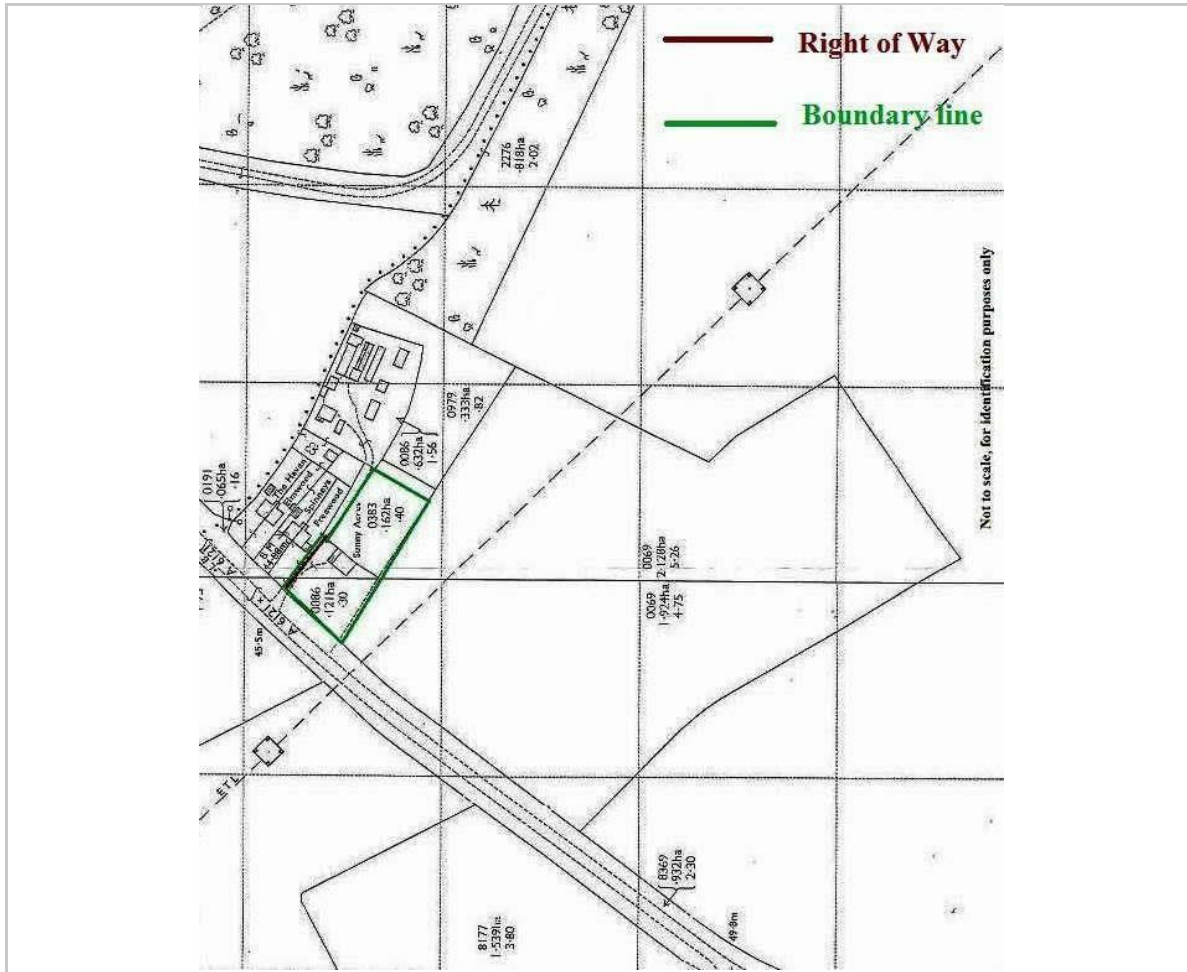 Right of Way
Boundary line
2276
.818ha
2.02
Not to scale, for identification purposes only
0979
.333ha
.82
0086
.632ha
1.56
0191
.065ha
.16
The Haven
Elmwood
Spinneys
B M
Sunny Acres
0383
.162ha
.40
0086
.121ha
.30
A 6121
A 6121
45.5m
0069
2.128ha
5.26
0069
1.924ha
4.75
ETL
8369
.932ha
2.30
49.8m
8177
1.539ha
3.80